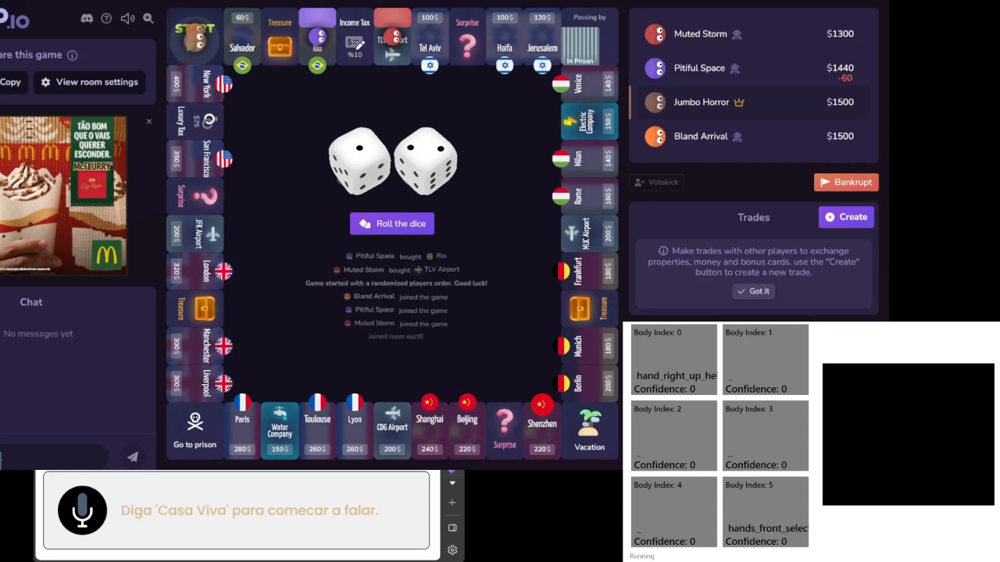 .io
START
60$
Salvador
Treasure
Rio
Income Tax
%10
100$
Tel Aviv
Surprise
100$
Haifa
120$
Jerusalem
Passing by
In Prison
are this game
Copy
View room settings
TÃO BOM
QUE O VAIS
QUERER
ESCONDER.
McFLURRY
Chat
No messages yet
400$
New York
Luxury Tax
$75
350$
San Francisco
Surprise
200$
JFK Airport
320$
London
Treasure
300$
Manchester
300$
Liverpool
Venice
140$
Electric Company
150$
Milan
140$
Rome
160$
MUC Airport
200$
Frankfurt
180$
Treasure
Munich
180$
Berlin
200$
Roll the dice
Pitiful Space bought Rio
Muted Storm bought TLV Airport
Game started with a randomized players order. Good luck!
Bland Arrival joined the game
Pitiful Space joined the game
Muted Storm joined the game
Joined room euct0
Go to prison
Paris
280$
Water Company
150$
Toulouse
260$
Lyon
260$
CDG Airport
200$
Shanghai
240$
Beijing
220$
Surprise
Shenzhen
220$
Vacation
Muted Storm $1300
Pitiful Space $1440
-60
Jumbo Horror $1500
Bland Arrival $1500
Votekick
Bankrupt
Trades
Create
Make trades with other players to exchange
properties, money and bonus cards. use the "Create"
button to create a new trade.
Got it
Diga 'Casa Viva' para comecar a falar.
Body Index: 0
hand_right_up_hel
Confidence: 0
Body Index: 1
_
Confidence: 0
Body Index: 2
_
Confidence: 0
Body Index: 3
_
Confidence: 0
Body Index: 4
_
Confidence: 0
Body Index: 5
hands_front_selec
Confidence: 0
Running